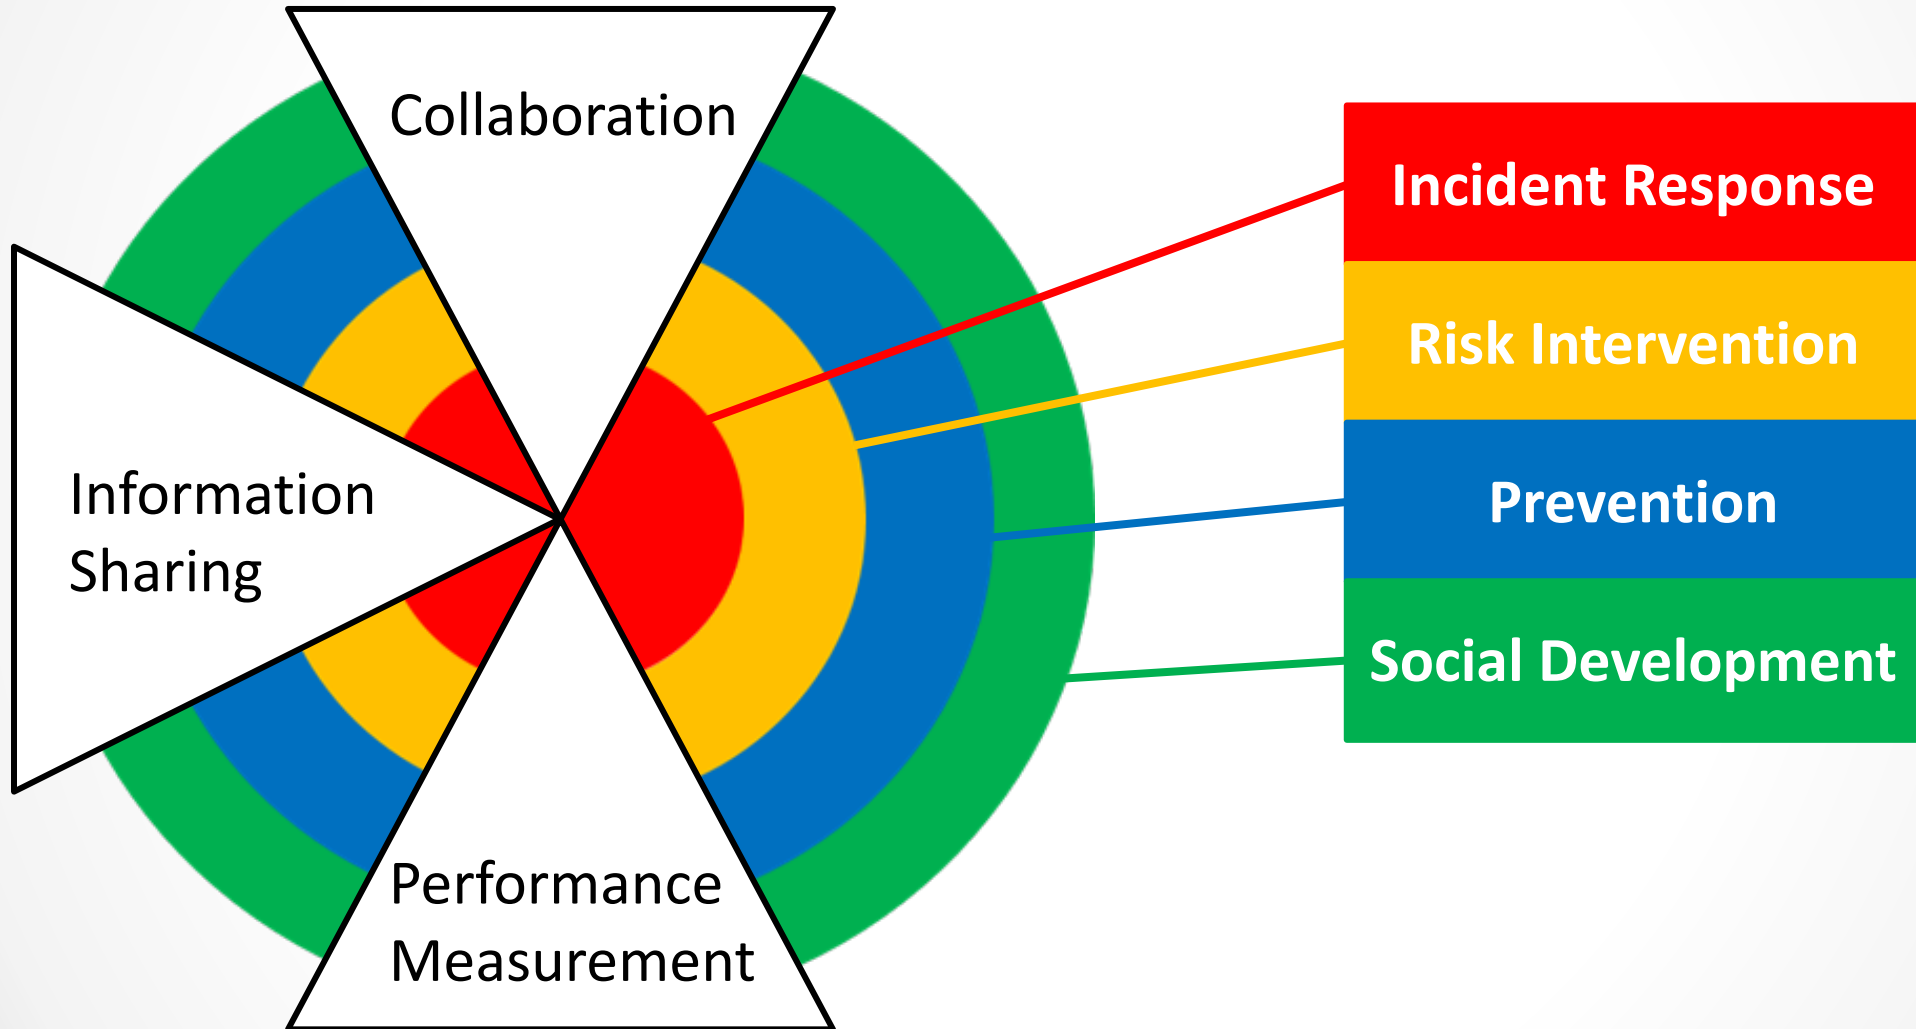 Collaboration
Information
Sharing
Performance
Measurement
Incident Response
Risk Intervention
Prevention
Social Development